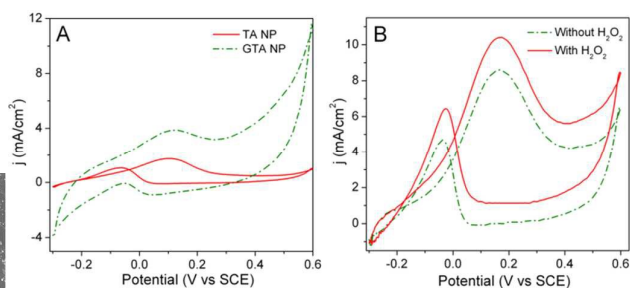 A
TA NP
GTA NP
12
8
4
0
-4
j (mA/cm²)
-0.2 0.0 0.2 0.4 0.6
Potential (V vs SCE)
B
Without H₂O₂
With H₂O₂
10
8
6
4
2
0
j (mA/cm²)
-0.2 0.0 0.2 0.4 0.6
Potential (V vs SCE)